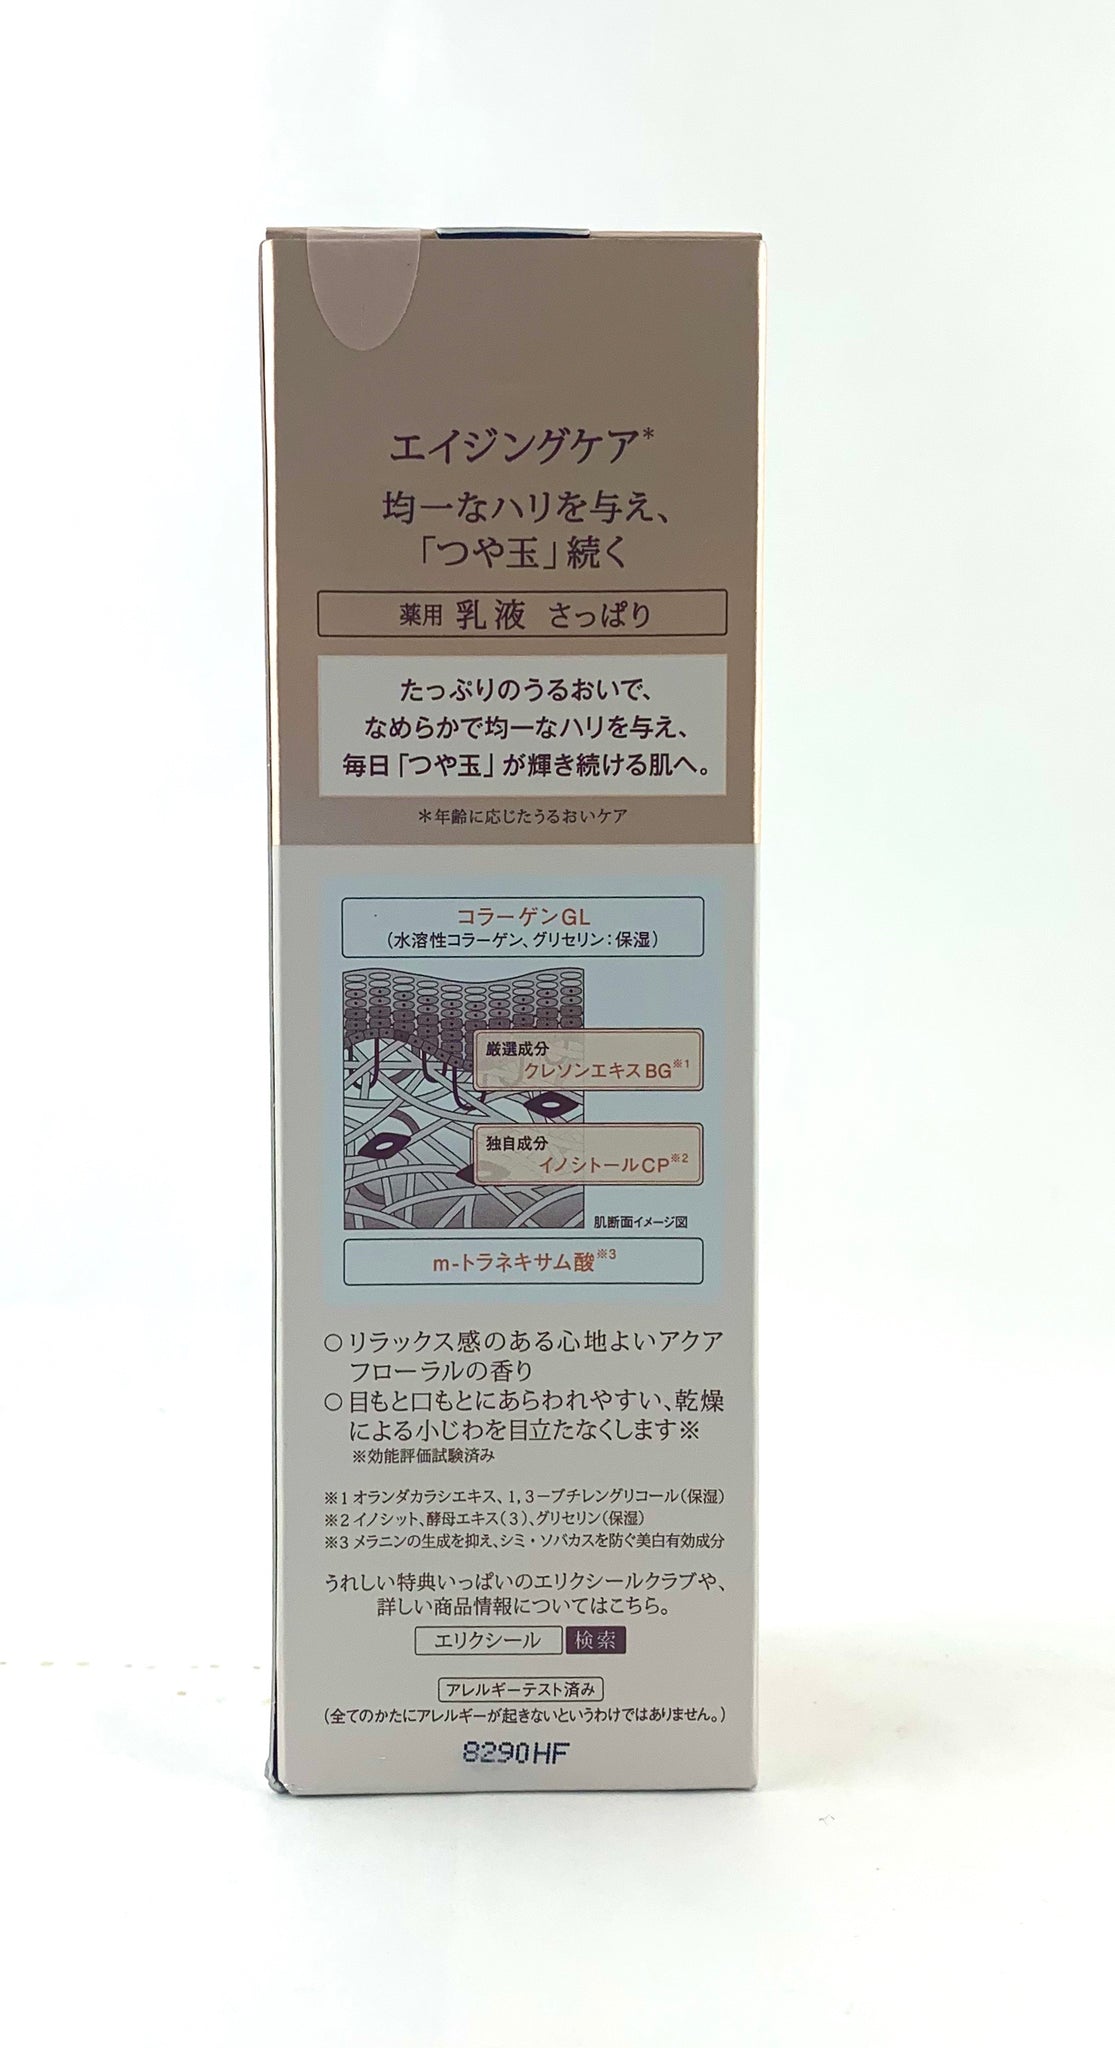 エイジングケア*
均一なハリを与え、
「つや玉」続く
薬用 乳液 さっぱり
たっぷりのうるおいで、
なめらかで均一なハリを与え、
毎日「つや玉」が輝き続ける肌へ。
*年齢に応じたうるおいケア
コラーゲンGL
(水溶性コラーゲン、グリセリン:保湿)
厳選成分
クレソンエキスBG※1
独自成分
イノシトールCP※2
肌断面イメージ図
m-トラネキサム酸※3
○リラックス感のある心地よいアクア
フローラルの香り
○目もと口もとにあらわれやすい、乾燥
による小じわを目立たなくします※
※効能評価試験済み
※1 オランダカラシエキス、1,3-ブチレングリコール(保湿)
※2 イノシット、酵母エキス(3)、グリセリン(保湿)
※3 メラニンの生成を抑え、シミ・ソバカスを防ぐ美白有効成分
うれしい特典いっぱいのエリクシールクラブや、
詳しい商品情報についてはこちら。
エリクシール 検索
アレルギーテスト済み
(全てのかたにアレルギーが起きないというわけではありません。)
8290HF